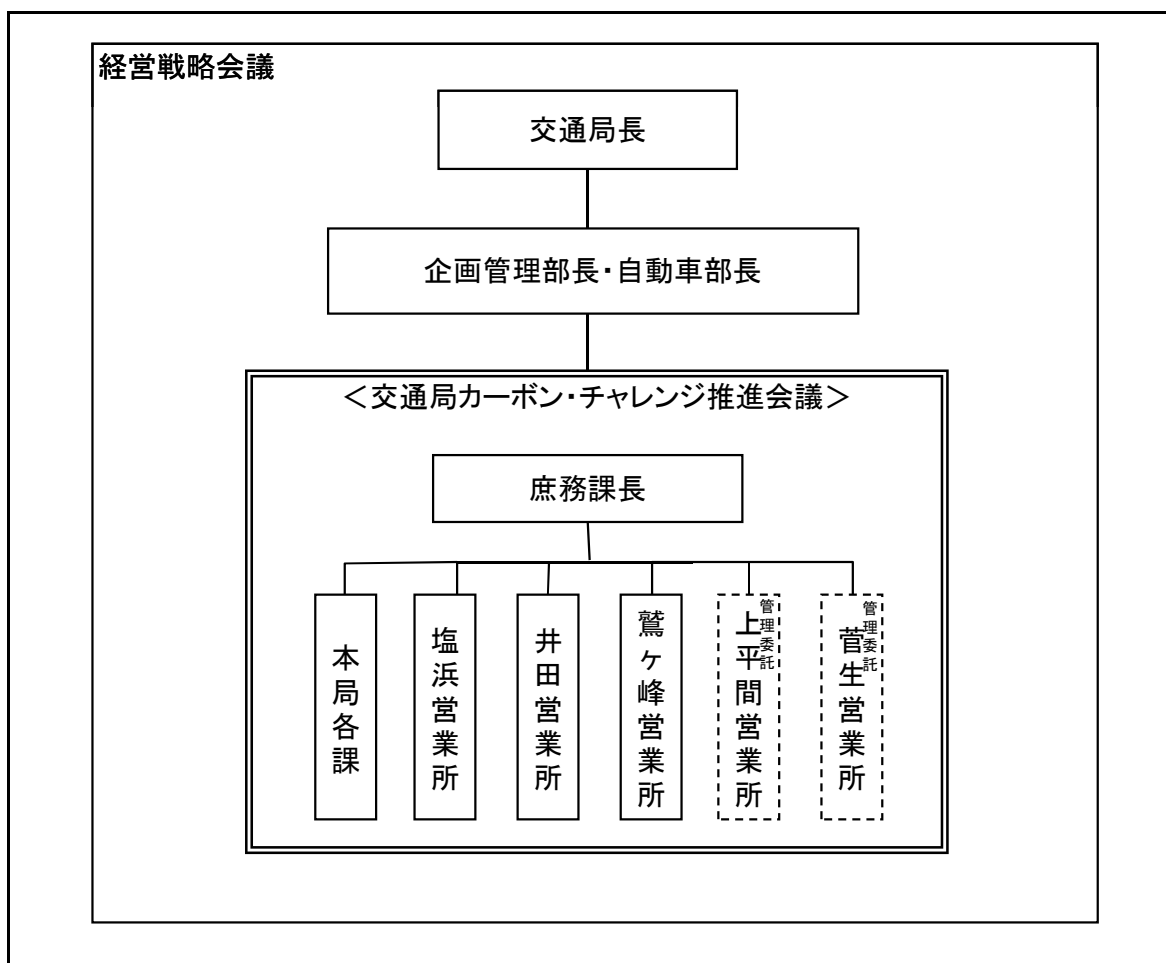 経営戦略会議
交通局長
企画管理部長・自動車部長
＜交通局カーボン・チャレンジ推進会議＞
庶務課長
本局各課
塩浜営業所
井田営業所
鷲ヶ峰営業所
上平間営業所
管理委託
菅生営業所
管理委託